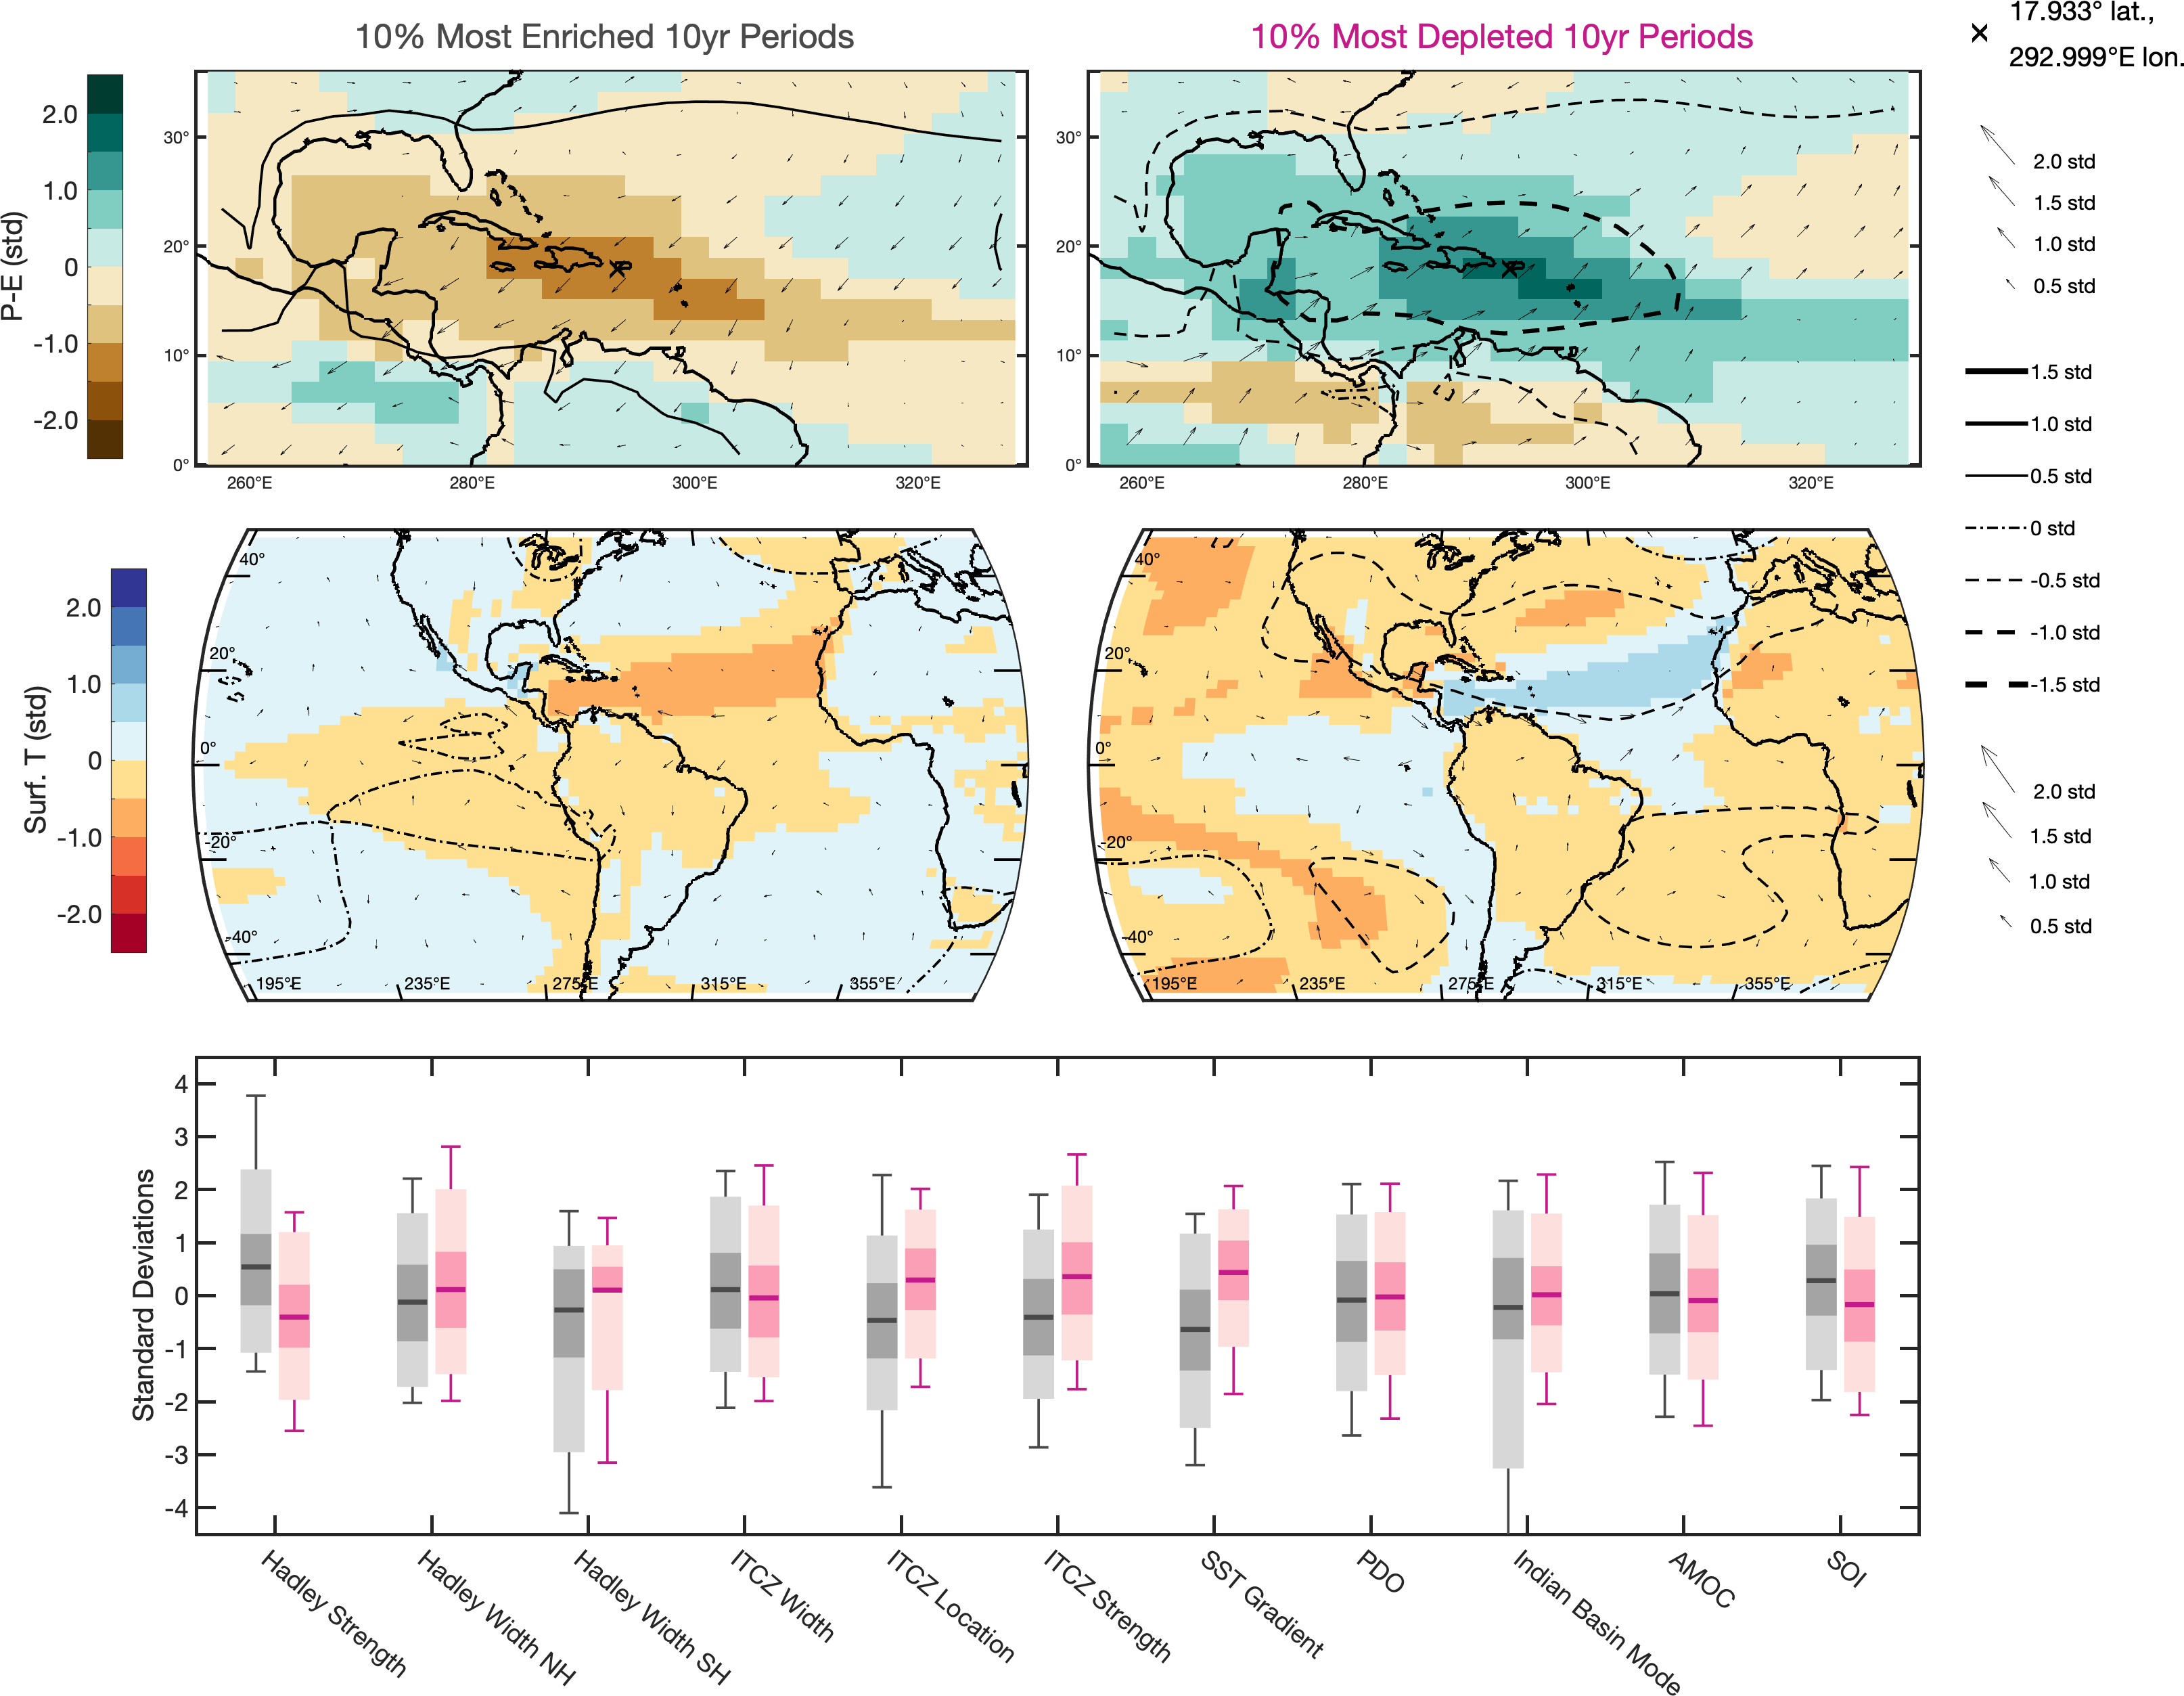 10% Most Enriched 10yr Periods
10% Most Depleted 10yr Periods
17.933° lat.,
292.999°E lon.
P-E (std)
2.0
1.0
0
-1.0
-2.0
30°
20°
10°
0°
260°E
280°E
300°E
320°E
30°
20°
10°
0°
260°E
280°E
300°E
320°E
2.0 std
1.5 std
1.0 std
0.5 std
1.5 std
1.0 std
0.5 std
0 std
-0.5 std
-1.0 std
-1.5 std
Surf. T (std)
2.0
1.0
0
-1.0
-2.0
40°
20°
0°
-20°
-40°
195°E
235°E
275°E
315°E
355°E
40°
20°
0°
-20°
-40°
195°E
235°E
275°E
315°E
355°E
2.0 std
1.5 std
1.0 std
0.5 std
Standard Deviations
4
3
2
1
0
-1
-2
-3
-4
Hadley Strength
Hadley Width NH
Hadley Width SH
ITCZ Width
ITCZ Location
ITCZ Strength
SST Gradient
PDO
Indian Basin Mode
AMOC
SOI